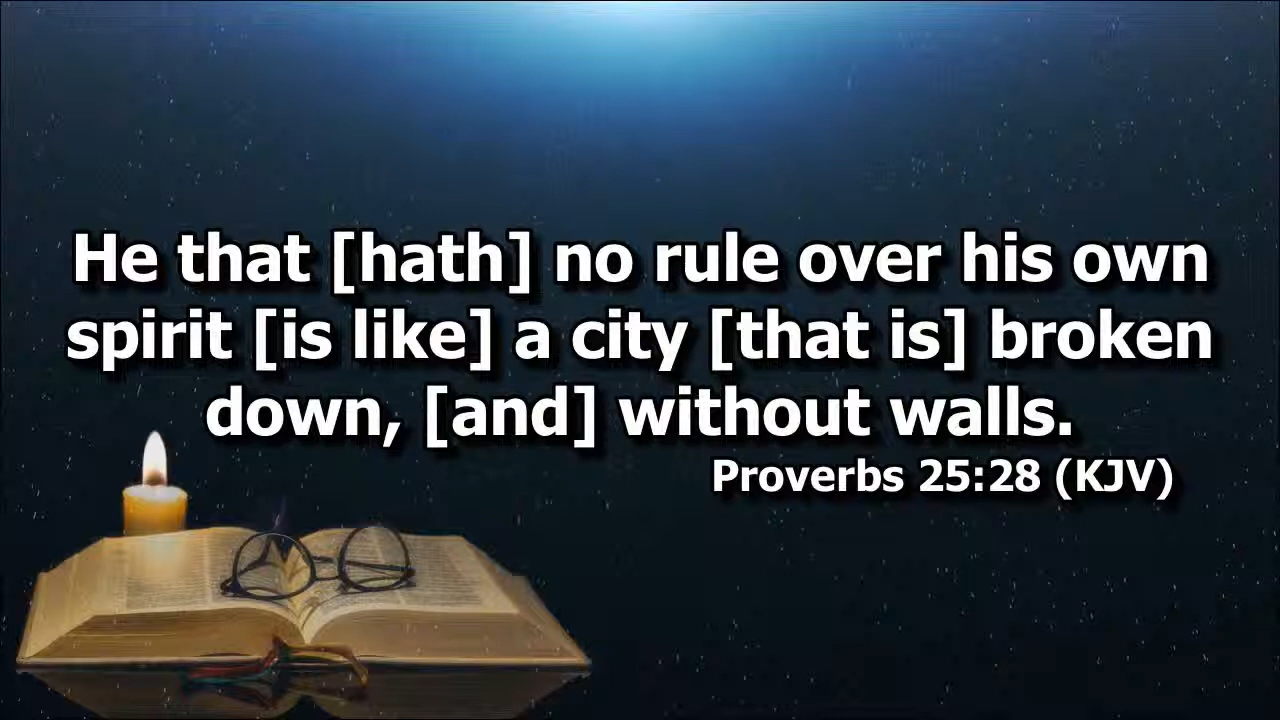 He that [hath] no rule over his own
spirit [is like] a city [that is] broken
down, [and] without walls.
Proverbs 25:28 (KJV)